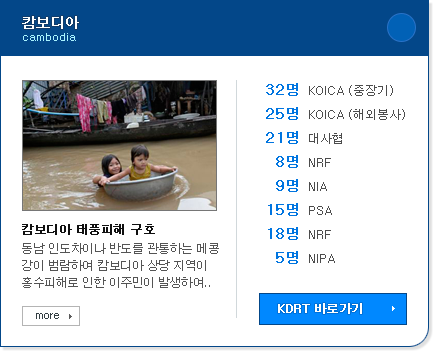 캄보디아
cambodia
캄보디아 태풍피해 구호
동남 인도차이나 반도를 관통하는 메콩
강이 범람하여 캄보디아 상당 지역이
홍수피해로 인한 이주민이 발생하여..
more
32명 KOICA (중장기)
25명 KOICA (해외봉사)
21명 대사협
8명 NRF
9명 NIA
15명 PSA
18명 NRF
5명 NIPA
KDRT 바로가기